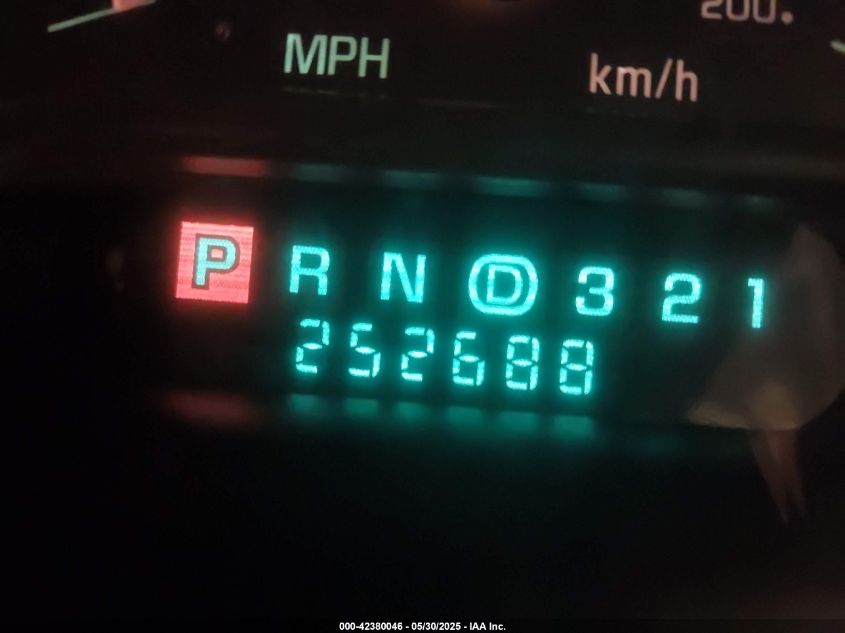 200.
MPH km/h
P R N D 3 2 1
252688
000-42380046 - 05/30/2025 - IAA Inc.